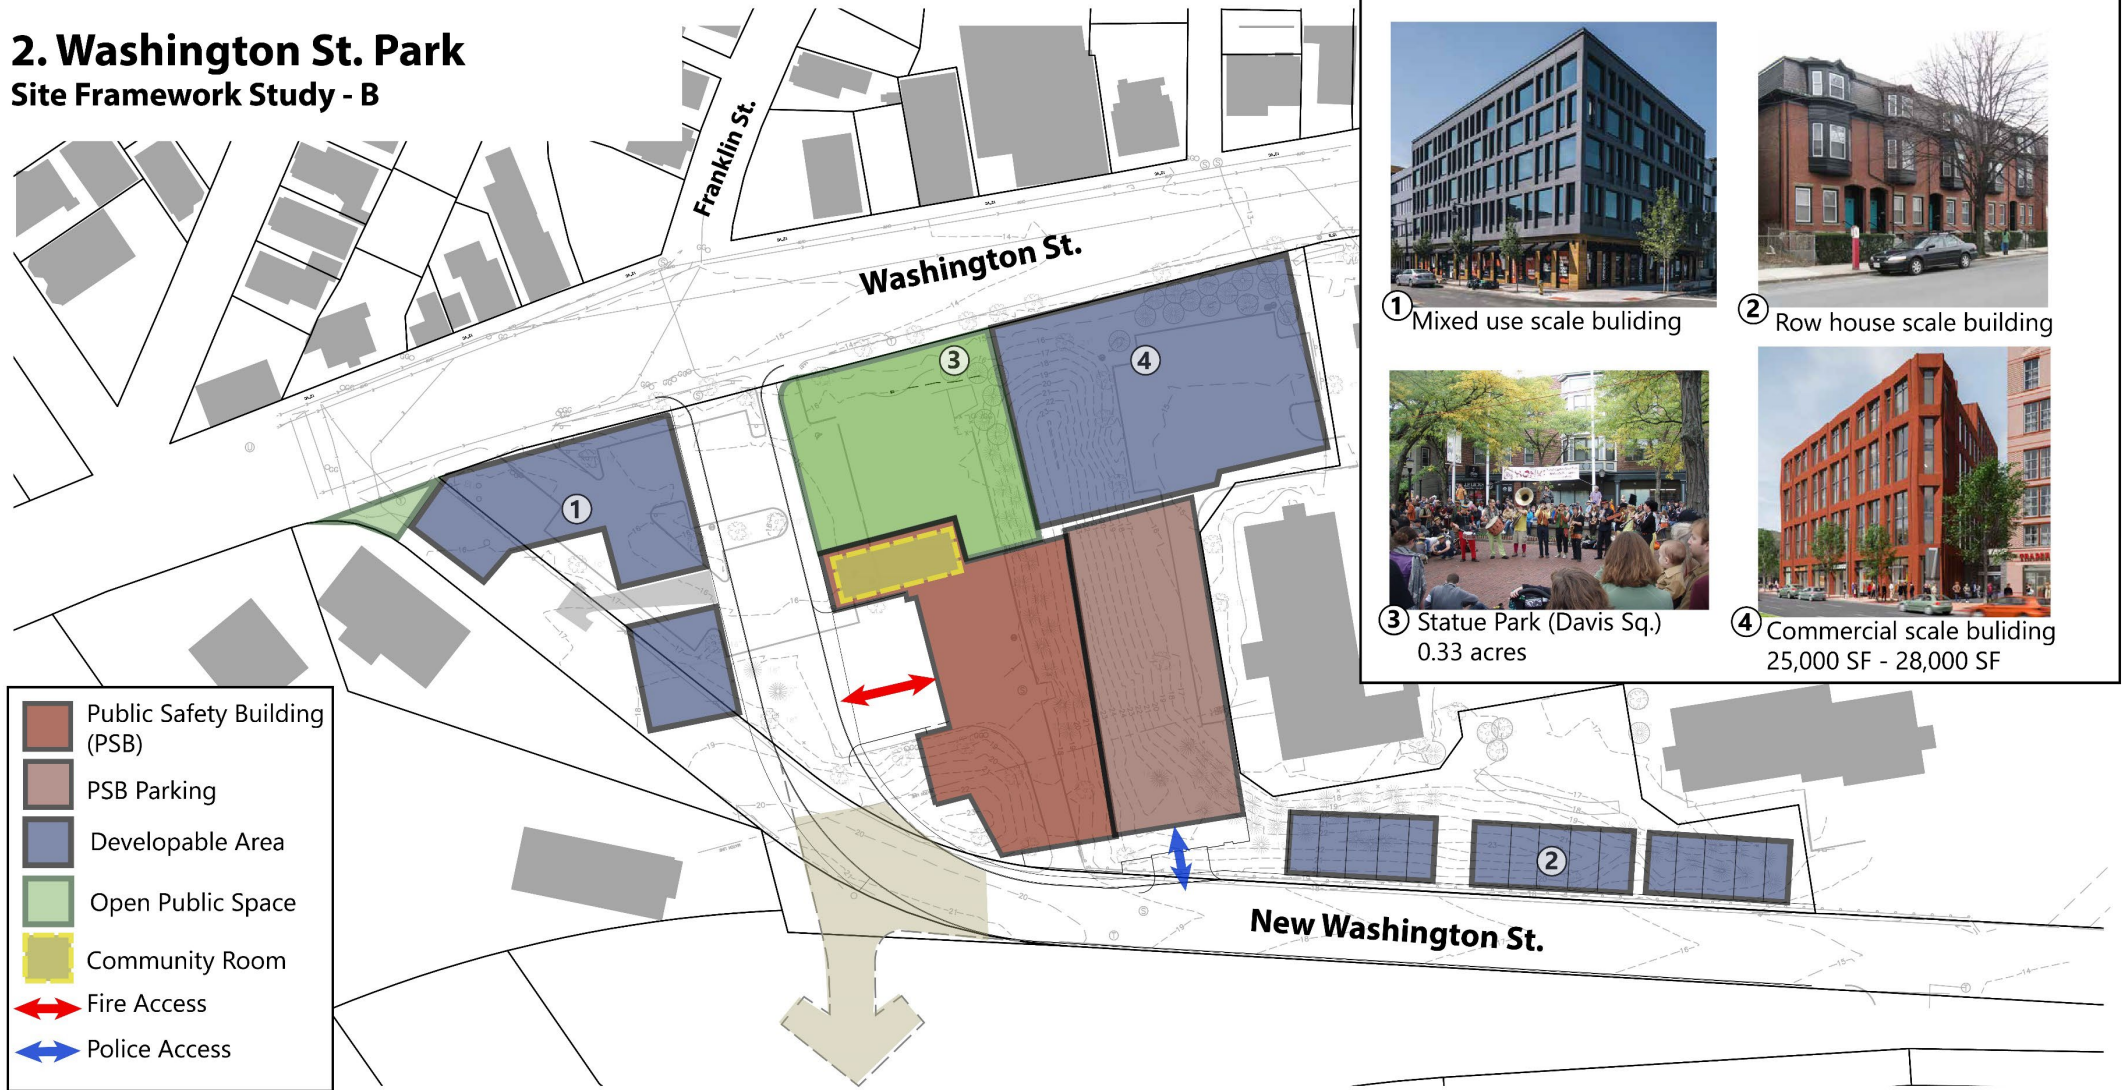 2. Washington St. Park
Site Framework Study - B
Franklin St.
Washington St.
New Washington St.
1
3
4
2
1 Mixed use scale buliding
2 Row house scale building
3 Statue Park (Davis Sq.)
0.33 acres
4 Commercial scale buliding
25,000 SF - 28,000 SF
Public Safety Building
(PSB)
PSB Parking
Developable Area
Open Public Space
Community Room
Fire Access
Police Access